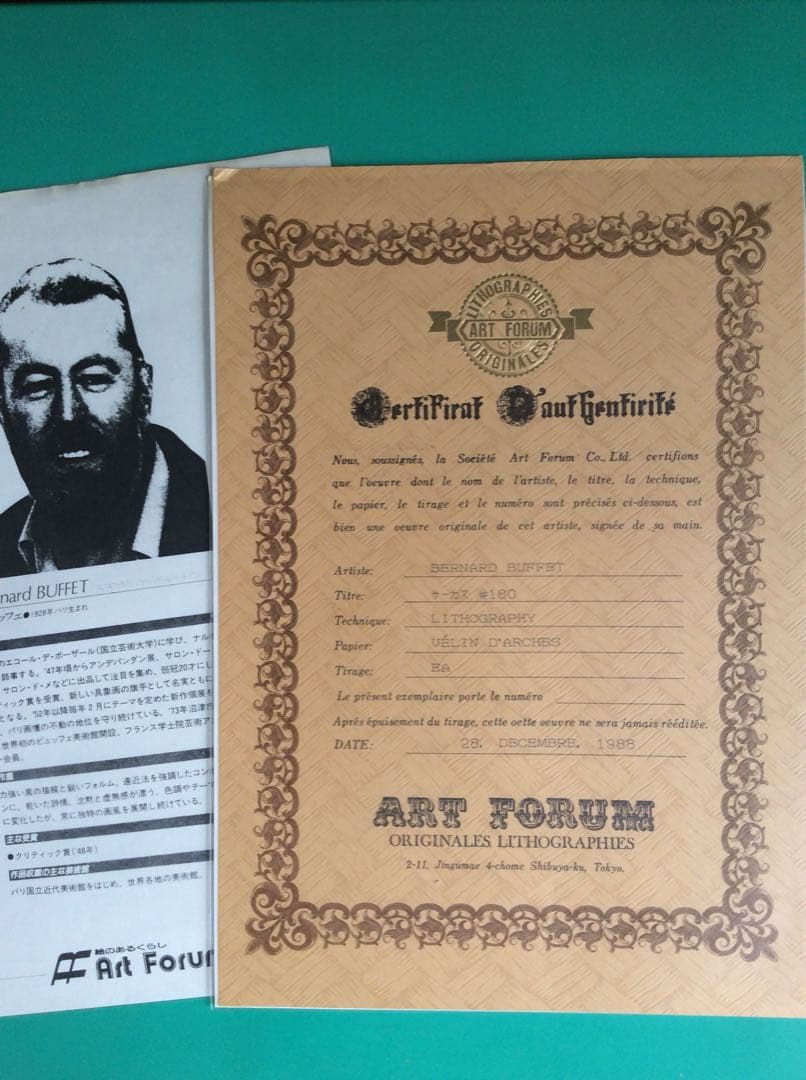 nard BUFFET
ッフェ●1928年パリ生まれ
のエコール・デ・ボーザール(国立芸術大学)に学び、ナル
師事する。'47年頃からアンデパンダン展、サロン・ドー
サロン・ド・メなどに出品して注目を集め、弱冠20才にし
ティック賞を受賞、新しい具象画の旗手として名実ともに
となる。'52年以降毎年2月にテーマを定めた新作個展も
、パリ画壇の不動の地位を守り続けている。'73年沼津
世界初のビュッフェ美術館開設、フランス学士院芸術ア
会員。
力強い風の描線と鋭いフォルム、遠近法を強調したコン
ンに、乾いた詩情、沈黙と虚無感が漂う。色調やテー
に変化したが、常に独特の画風を展開し続けている。
主な受賞
●クリティック賞('48年)
作品収蔵の主な美術館
パリ国立近代美術館をはじめ、世界各地の美術館。
絵のあるくらし
Art Forum
LITHOGRAPHIES
ART FORUM
ORIGINALES
Certificat D'authenticité
Nous, soussignés, la Société Art Forum Co., Ltd. certifions
que l'oeuvre dont le nom de l'artiste, le titre, la technique,
le papier, le tirage et le numéro sont précisés ci-dessous, est
bien une oeuvre originale de cet artiste, signée de sa main.
Artiste: BERNARD BUFFET
Titre: サーカス #180
Technique: LITHOGRAPHY
Papier: VÉLIN D'ARCHES
Tirage: EA
Le présent exemplaire porte le numéro
Après épuisement du tirage, cette oette oeuvre ne sera jamais rééditée.
DATE: 28. DECEMBRE. 1988
ART FORUM
ORIGINALES LITHOGRAPHIES
2-11, Jingumae 4-chome Shibuya-ku, Tokyo.